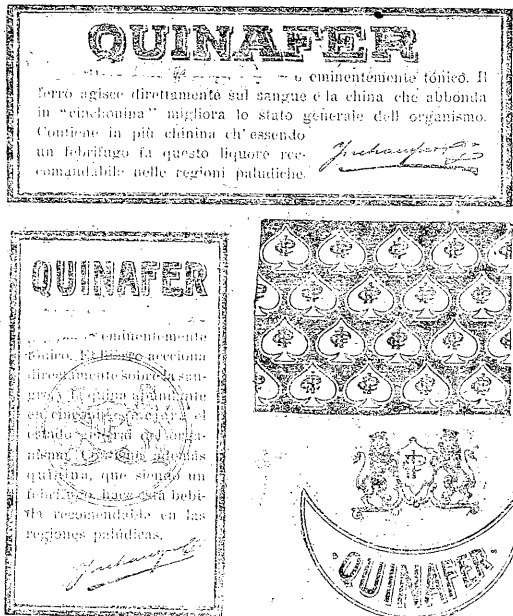 QUINAFER
eminentemente tónico. Il
ferro agisce direttamente sul sangue e la china che abbonda
in "cinchonina" migliora lo stato generale dell organismo.
Contiene in più chinina ch'essendo
un febrifugo fa questo liquore rec-
comandabile nelle regioni paludiche.
QUINAFER
eminentemente
tónico. El hierro acciona
directamente sobre la san-
gre y la quina abundante
en el
estado general del orga-
nismo. Contiene además
quinina, que siendo un
febrifugo, hace esta bebi-
da recomendable en las
regiones palúdicas.
QUINAFER